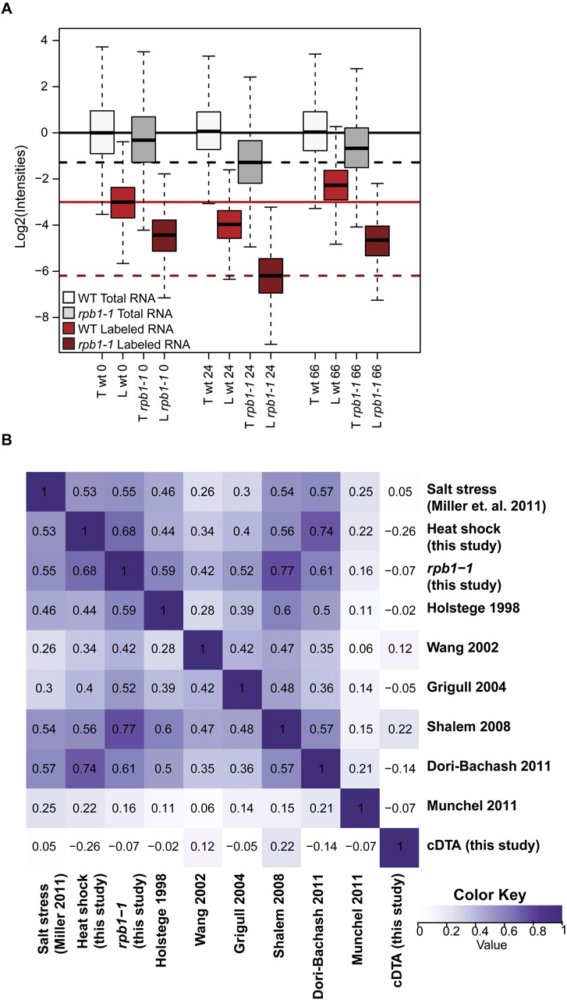 A
4
2
0
−2
−4
−6
−8
Log2(Intensities)
WT Total RNA
rpb1-1 Total RNA
WT Labeled RNA
rpb1-1 Labeled RNA
T wt 0
L wt 0
T rpb1-1 0
L rpb1-1 0
T wt 24
L wt 24
T rpb1-1 24
L rpb1-1 24
T wt 66
L wt 66
T rpb1-1 66
L rpb1-1 66
B
1 0.53 0.55 0.46 0.26 0.3 0.54 0.57 0.25 0.05 Salt stress
(Miller et. al. 2011)
0.53 1 0.68 0.44 0.34 0.4 0.56 0.74 0.22 −0.26 Heat shock
(this study)
0.55 0.68 1 0.59 0.42 0.52 0.77 0.61 0.16 −0.07 rpb1−1
(this study)
0.46 0.44 0.59 1 0.28 0.39 0.6 0.5 0.11 −0.02 Holstege 1998
0.26 0.34 0.42 0.28 1 0.42 0.47 0.35 0.06 0.12 Wang 2002
0.3 0.4 0.52 0.39 0.42 1 0.48 0.36 0.14 −0.05 Grigull 2004
0.54 0.56 0.77 0.6 0.47 0.48 1 0.57 0.15 0.22 Shalem 2008
0.57 0.74 0.61 0.5 0.35 0.36 0.57 1 0.21 −0.14 Dori-Bachash 2011
0.25 0.22 0.16 0.11 0.06 0.14 0.15 0.21 1 −0.07 Munchel 2011
0.05 −0.26 −0.07 −0.02 0.12 −0.05 0.22 −0.14 −0.07 1 cDTA (this study)
Salt stress
(Miller 2011)
Heat shock
(this study)
rpb1−1
(this study)
Holstege 1998
Wang 2002
Grigull 2004
Shalem 2008
Dori-Bachash 2011
Munchel 2011
cDTA (this study)
Color Key
0 0.2 0.4 0.6 0.8 1
Value